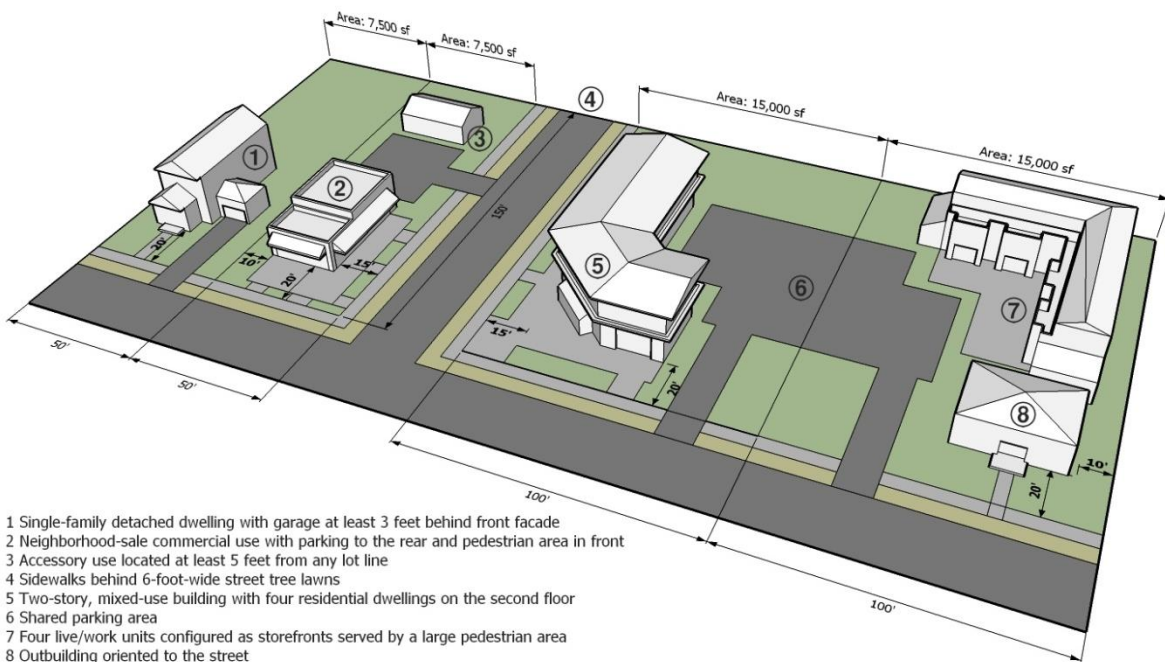 Area: 7,500 sf
Area: 7,500 sf
4
Area: 15,000 sf
Area: 15,000 sf
1
2
3
150'
5
6
7
8
20'
10'
20'
15'
15'
20'
10'
20'
50'
50'
100'
100'
1 Single-family detached dwelling with garage at least 3 feet behind front facade
2 Neighborhood-sale commercial use with parking to the rear and pedestrian area in front
3 Accessory use located at least 5 feet from any lot line
4 Sidewalks behind 6-foot-wide street tree lawns
5 Two-story, mixed-use building with four residential dwellings on the second floor
6 Shared parking area
7 Four live/work units configured as storefronts served by a large pedestrian area
8 Outbuilding oriented to the street